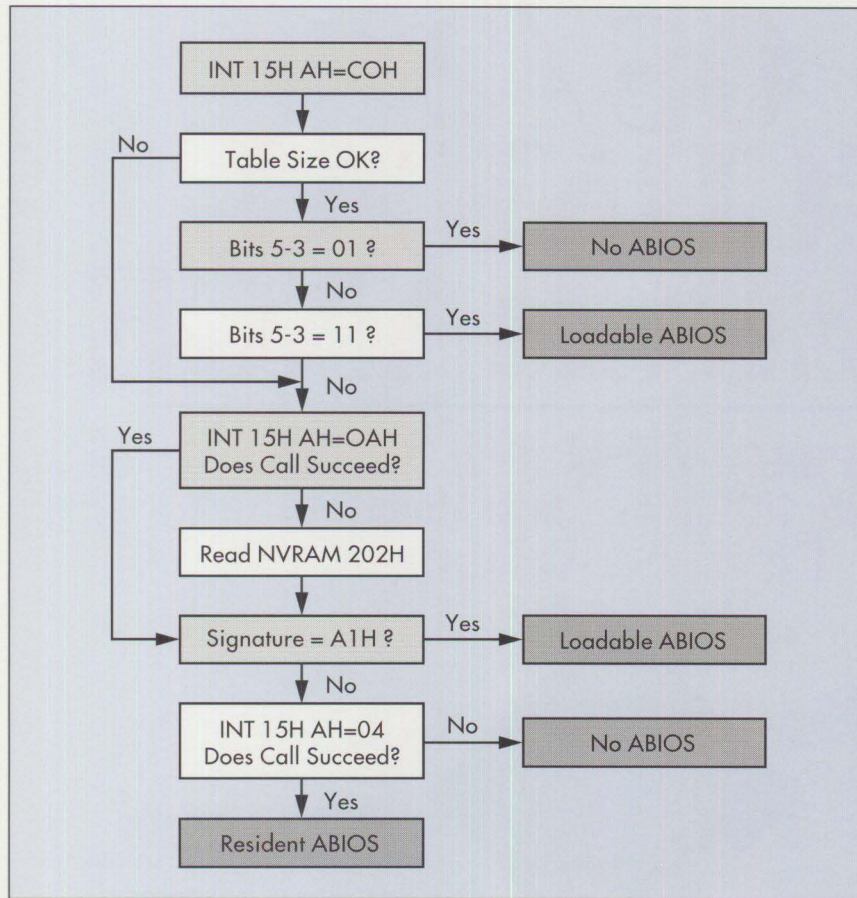 INT 15H AH=COH
No
Table Size OK?
Yes
Bits 5-3 = 01 ?
Yes
No ABIOS
No
Bits 5-3 = 11 ?
Yes
Loadable ABIOS
No
Yes
INT 15H AH=OAH
Does Call Succeed?
No
Read NVRAM 202H
Signature = A1H ?
Yes
Loadable ABIOS
No
INT 15H AH=04
Does Call Succeed?
No
No ABIOS
Yes
Resident ABIOS